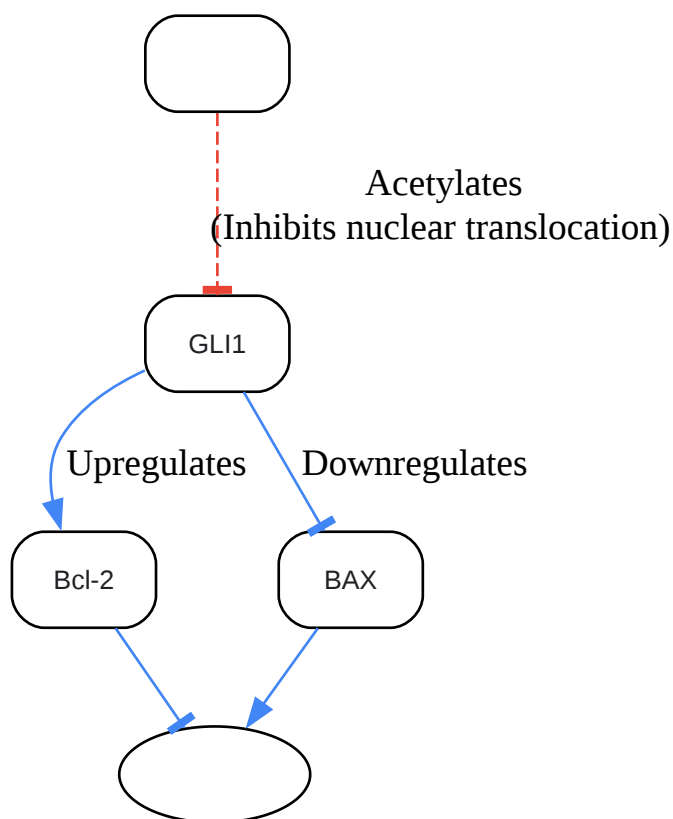 Acetylates
(Inhibits nuclear translocation)
GLI1
Upregulates
Downregulates
Bcl-2
BAX